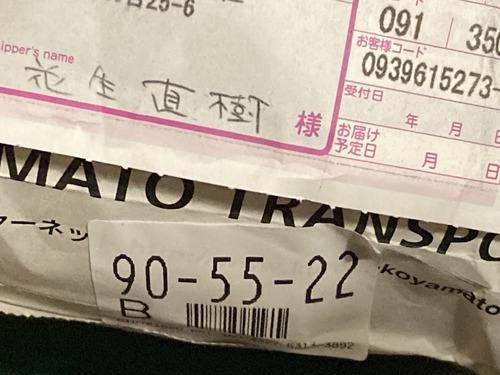 25-6
091 350
お客様コード
0939615273-
ipper's name
花生直樹 様
受付日
年 月 日
お届け
予定日
月 日
MATO TRANSPO
ーネッ
koyamato
90-55-22
B